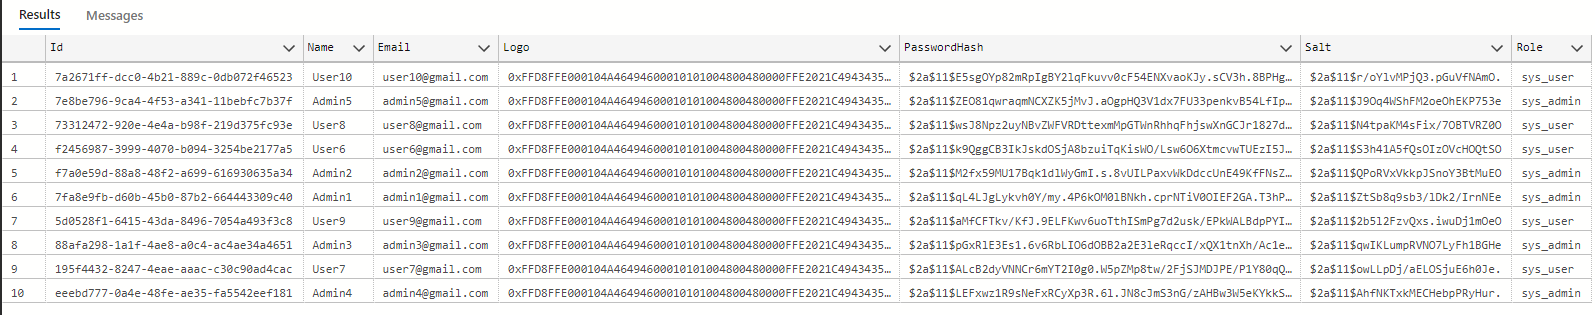 Results Messages
Id Name Email Logo PasswordHash Salt Role
1 7a2671ff-dcc0-4b21-889c-0db072f46523 User10 user10@gmail.com 0xFFD8FFE000104A46494600010101004800480000FFE2021C4943435… $2a$11$E5sgOYp82mRpIgBY2lqFkuvv0cF54ENXvaoKJy.sCV3h.8BPHg… $2a$11$r/oYlvMPjQ3.pGuVfNAmO. sys_user
2 7e8be796-9ca4-4f53-a341-11bebfc7b37f Admin5 admin5@gmail.com 0xFFD8FFE000104A46494600010101004800480000FFE2021C4943435… $2a$11$ZEO81qwraqmNCXZK5jMvJ.aOgpHQ3V1dx7FU33penkvB54LfIp… $2a$11$J9Oq4WShFM2oeOhEKP753e sys_admin
3 73312472-920e-4e4a-b98f-219d375fc93e User8 user8@gmail.com 0xFFD8FFE000104A46494600010101004800480000FFE2021C4943435… $2a$11$wsJ8Npz2uyNBvZWFVRDttexmMpGTWnRhhqFhjswXnGCJr1827d… $2a$11$N4tpaKM4sFix/7OBTVRZ0O sys_user
4 f2456987-3999-4070-b094-3254be2177a5 User6 user6@gmail.com 0xFFD8FFE000104A46494600010101004800480000FFE2021C4943435… $2a$11$k9QggCB3IkJskdOSjA8bzuiTqKisWO/Lsw6O6XtmcvwTUEzI5J… $2a$11$S3h41A5fQsOIzOVcHOQtSO sys_user
5 f7a0e59d-88a8-48f2-a699-616930635a34 Admin2 admin2@gmail.com 0xFFD8FFE000104A46494600010101004800480000FFE2021C4943435… $2a$11$M2fx59MU17Bqk1dlWyGmI.s.8vUILPaxvWkDdccUnE49KfFNsZ… $2a$11$QPoRVxVkkpJSnoY3BtMuEO sys_admin
6 7fa8e9fb-d60b-45b0-87b2-664443309c40 Admin1 admin1@gmail.com 0xFFD8FFE000104A46494600010101004800480000FFE2021C4943435… $2a$11$qL4LJgLykvh0Y/my.4P6kOM0lBNkh.cprNTiV0OIEF2GA.T3hP… $2a$11$ZtSb8q9sb3/lDk2/IrnNEe sys_admin
7 5d0528f1-6415-43da-8496-7054a493f3c8 User9 user9@gmail.com 0xFFD8FFE000104A46494600010101004800480000FFE2021C4943435… $2a$11$aMfCFTkv/KfJ.9ELFKwv6uoTthISmPg7d2usk/EPkWALBdpPYI… $2a$11$2b5l2FzvQxs.iwuDj1mOeO sys_user
8 88afa298-1a1f-4ae8-a0c4-ac4ae34a4651 Admin3 admin3@gmail.com 0xFFD8FFE000104A46494600010101004800480000FFE2021C4943435… $2a$11$pGxRlE3Es1.6v6RbLIO6dOBB2a2E3leRqccI/xQX1tnXh/Ac1e… $2a$11$qwIKLumpRVNO7LyFh1BGHe sys_admin
9 195f4432-8247-4eae-aaac-c30c90ad4cac User7 user7@gmail.com 0xFFD8FFE000104A46494600010101004800480000FFE2021C4943435… $2a$11$ALcB2dyVNNCr6mYT2I0g0.W5pZMp8tw/2FjSJMDJPE/P1Y80qQ… $2a$11$owLLpDj/aELOSjuE6h0Je. sys_user
10 eeebd777-0a4e-48fe-ae35-fa5542eef181 Admin4 admin4@gmail.com 0xFFD8FFE000104A46494600010101004800480000FFE2021C4943435… $2a$11$LEFxwz1R9sNeFxRCyXp3R.6l.JN8cJmS3nG/zAHBw3W5eKYkkS… $2a$11$AhfNKTxkMECHebpPRyHur. sys_admin